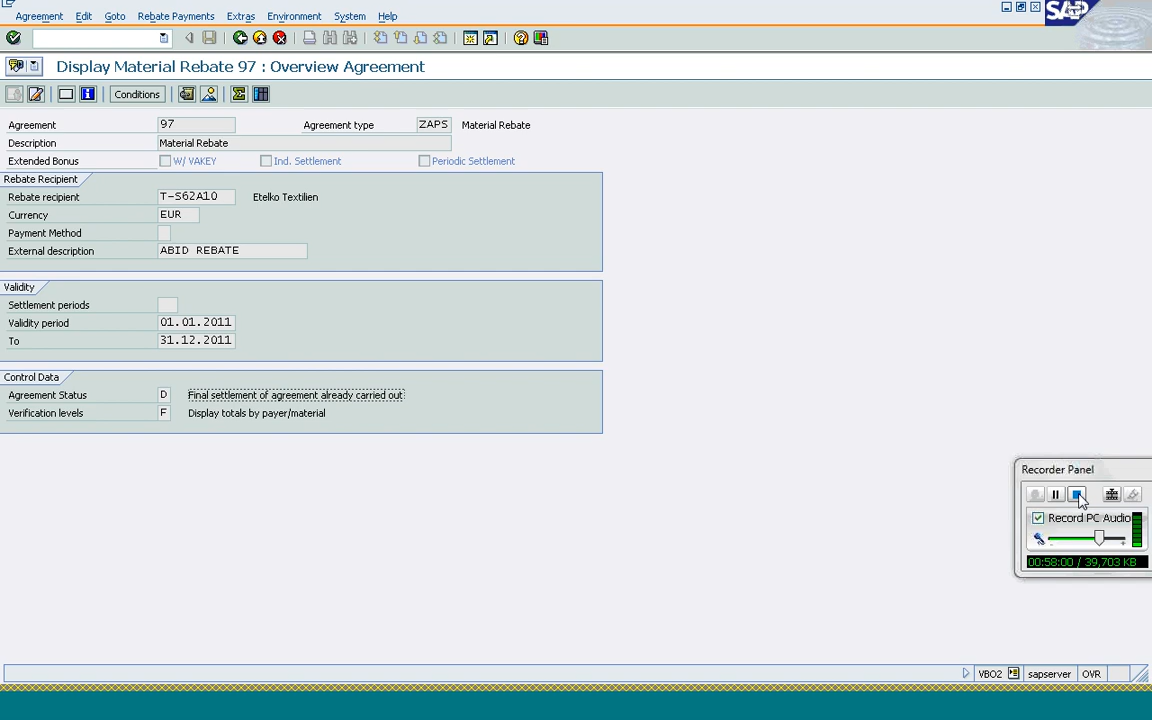 Agreement Edit Goto Rebate Payments Extras Environment System Help
SAP
Display Material Rebate 97 : Overview Agreement
Conditions
Agreement 97 Agreement type ZAPS Material Rebate
Description Material Rebate
Extended Bonus W/ VAKEY Ind. Settlement Periodic Settlement
Rebate Recipient
Rebate recipient T-S62A10 Etelko Textilien
Currency EUR
Payment Method
External description ABID REBATE
Validity
Settlement periods
Validity period 01.01.2011
To 31.12.2011
Control Data
Agreement Status D Final settlement of agreement already carried out
Verification levels F Display totals by payer/material
Recorder Panel
Record PC Audio
00:58:00 / 39,703 KB
VBO2 sapserver OVR